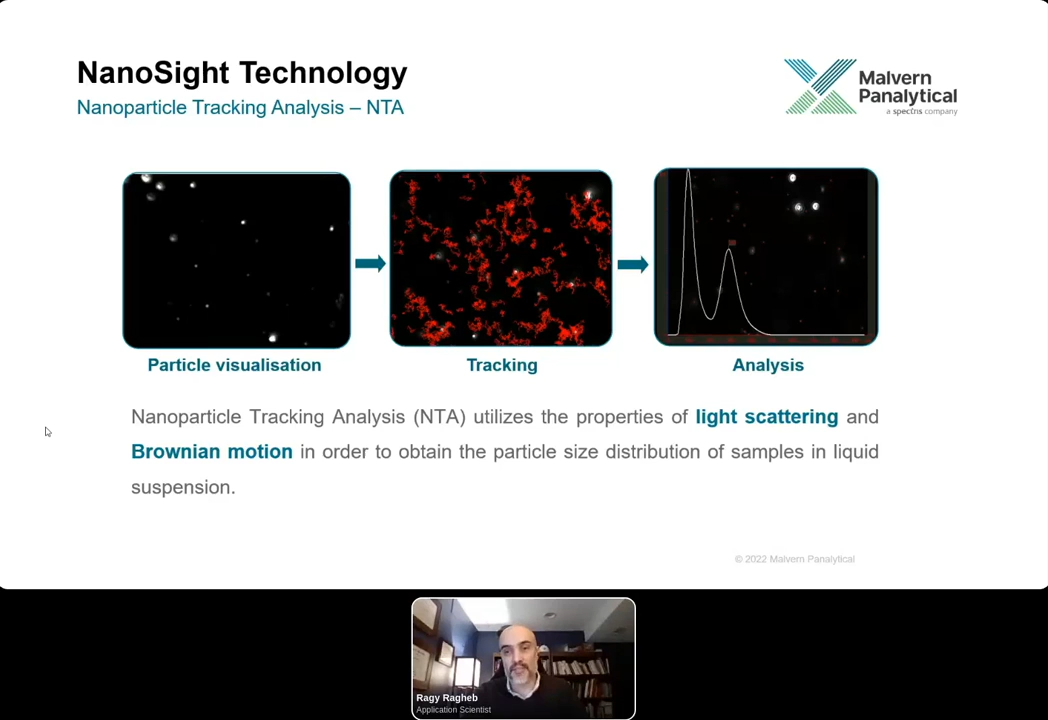 NanoSight Technology
Nanoparticle Tracking Analysis – NTA
Malvern
Panalytical
a spectris company
Particle visualisation
Tracking
Analysis
Nanoparticle Tracking Analysis (NTA) utilizes the properties of light scattering and
Brownian motion in order to obtain the particle size distribution of samples in liquid
suspension.
© 2022 Malvern Panalytical
Ragy Ragheb
Application Scientist